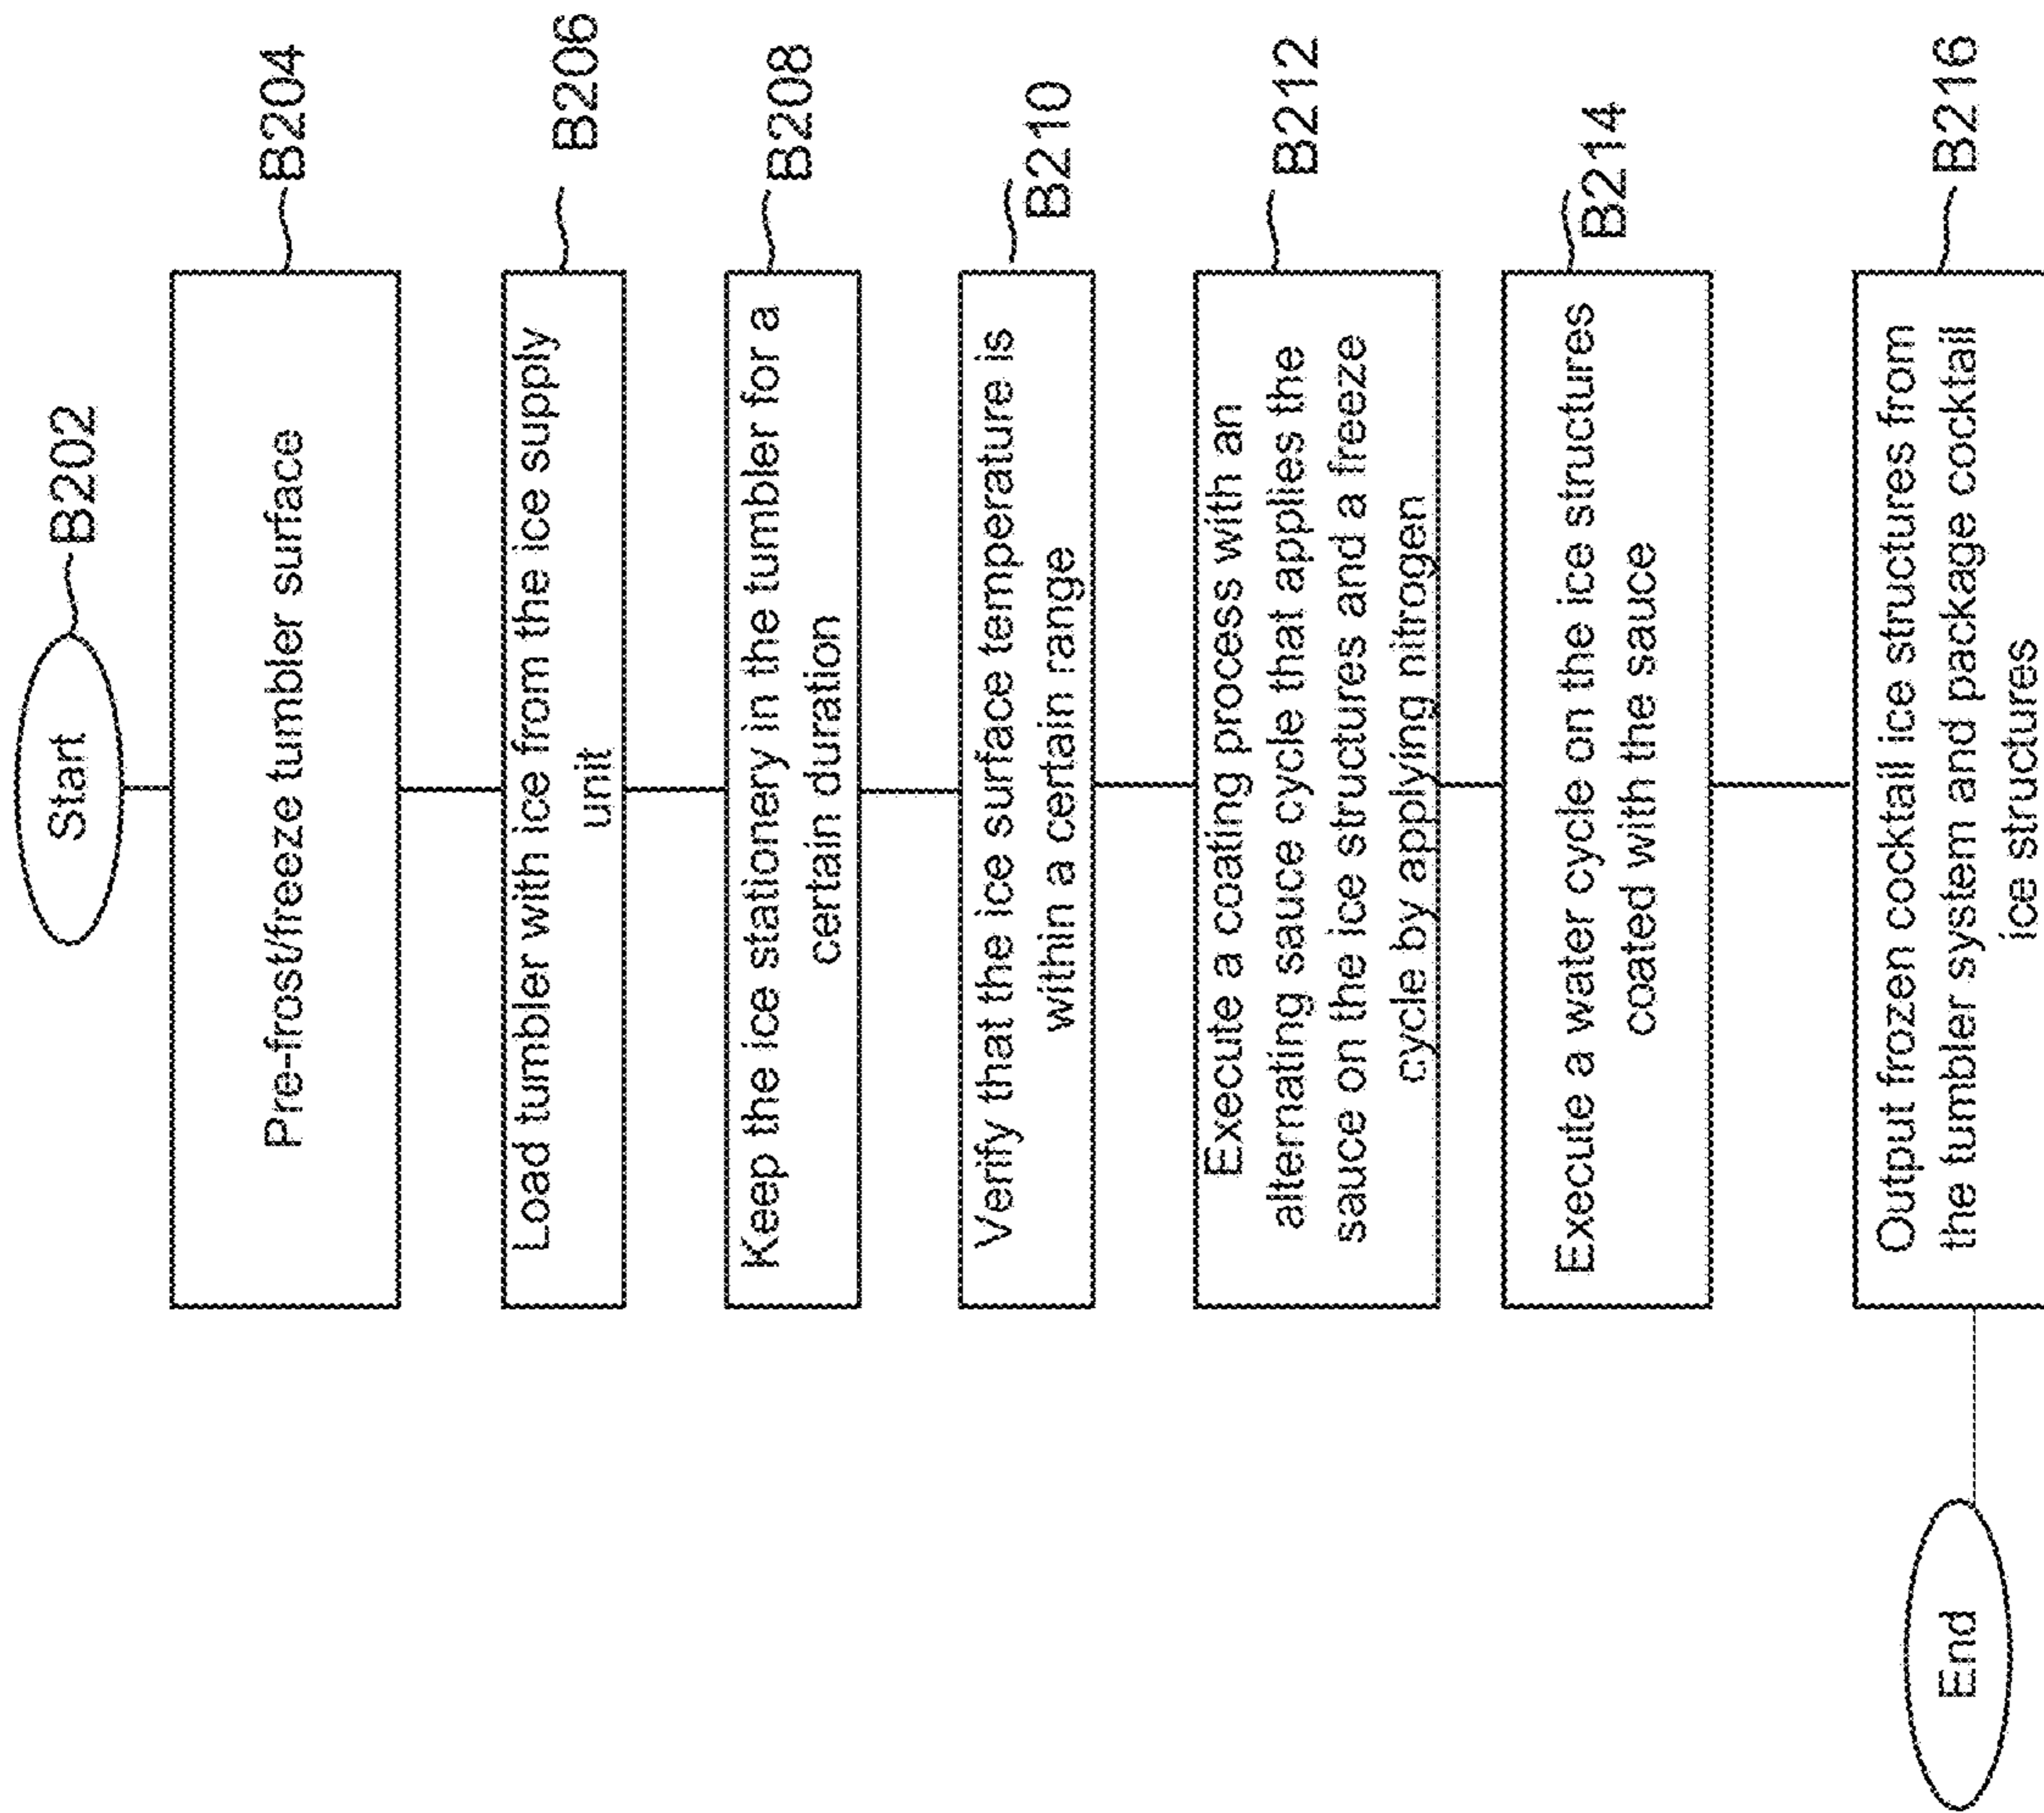 Start
B202
Pre-frost/freeze tumbler surface
B204
Load tumbler with ice from the ice supply
unit
B206
Keep the ice stationery in the tumbler for a
certain duration
B208
Verify that the ice surface temperature is
within a certain range
B210
Execute a coating process with an
alternating sauce cycle that applies the
sauce on the ice structures and a freeze
cycle by applying nitrogen
B212
Execute a water cycle on the ice structures
coated with the sauce
B214
Output frozen cocktail ice structures from
the tumbler system and package cocktail
ice structures
B216
End